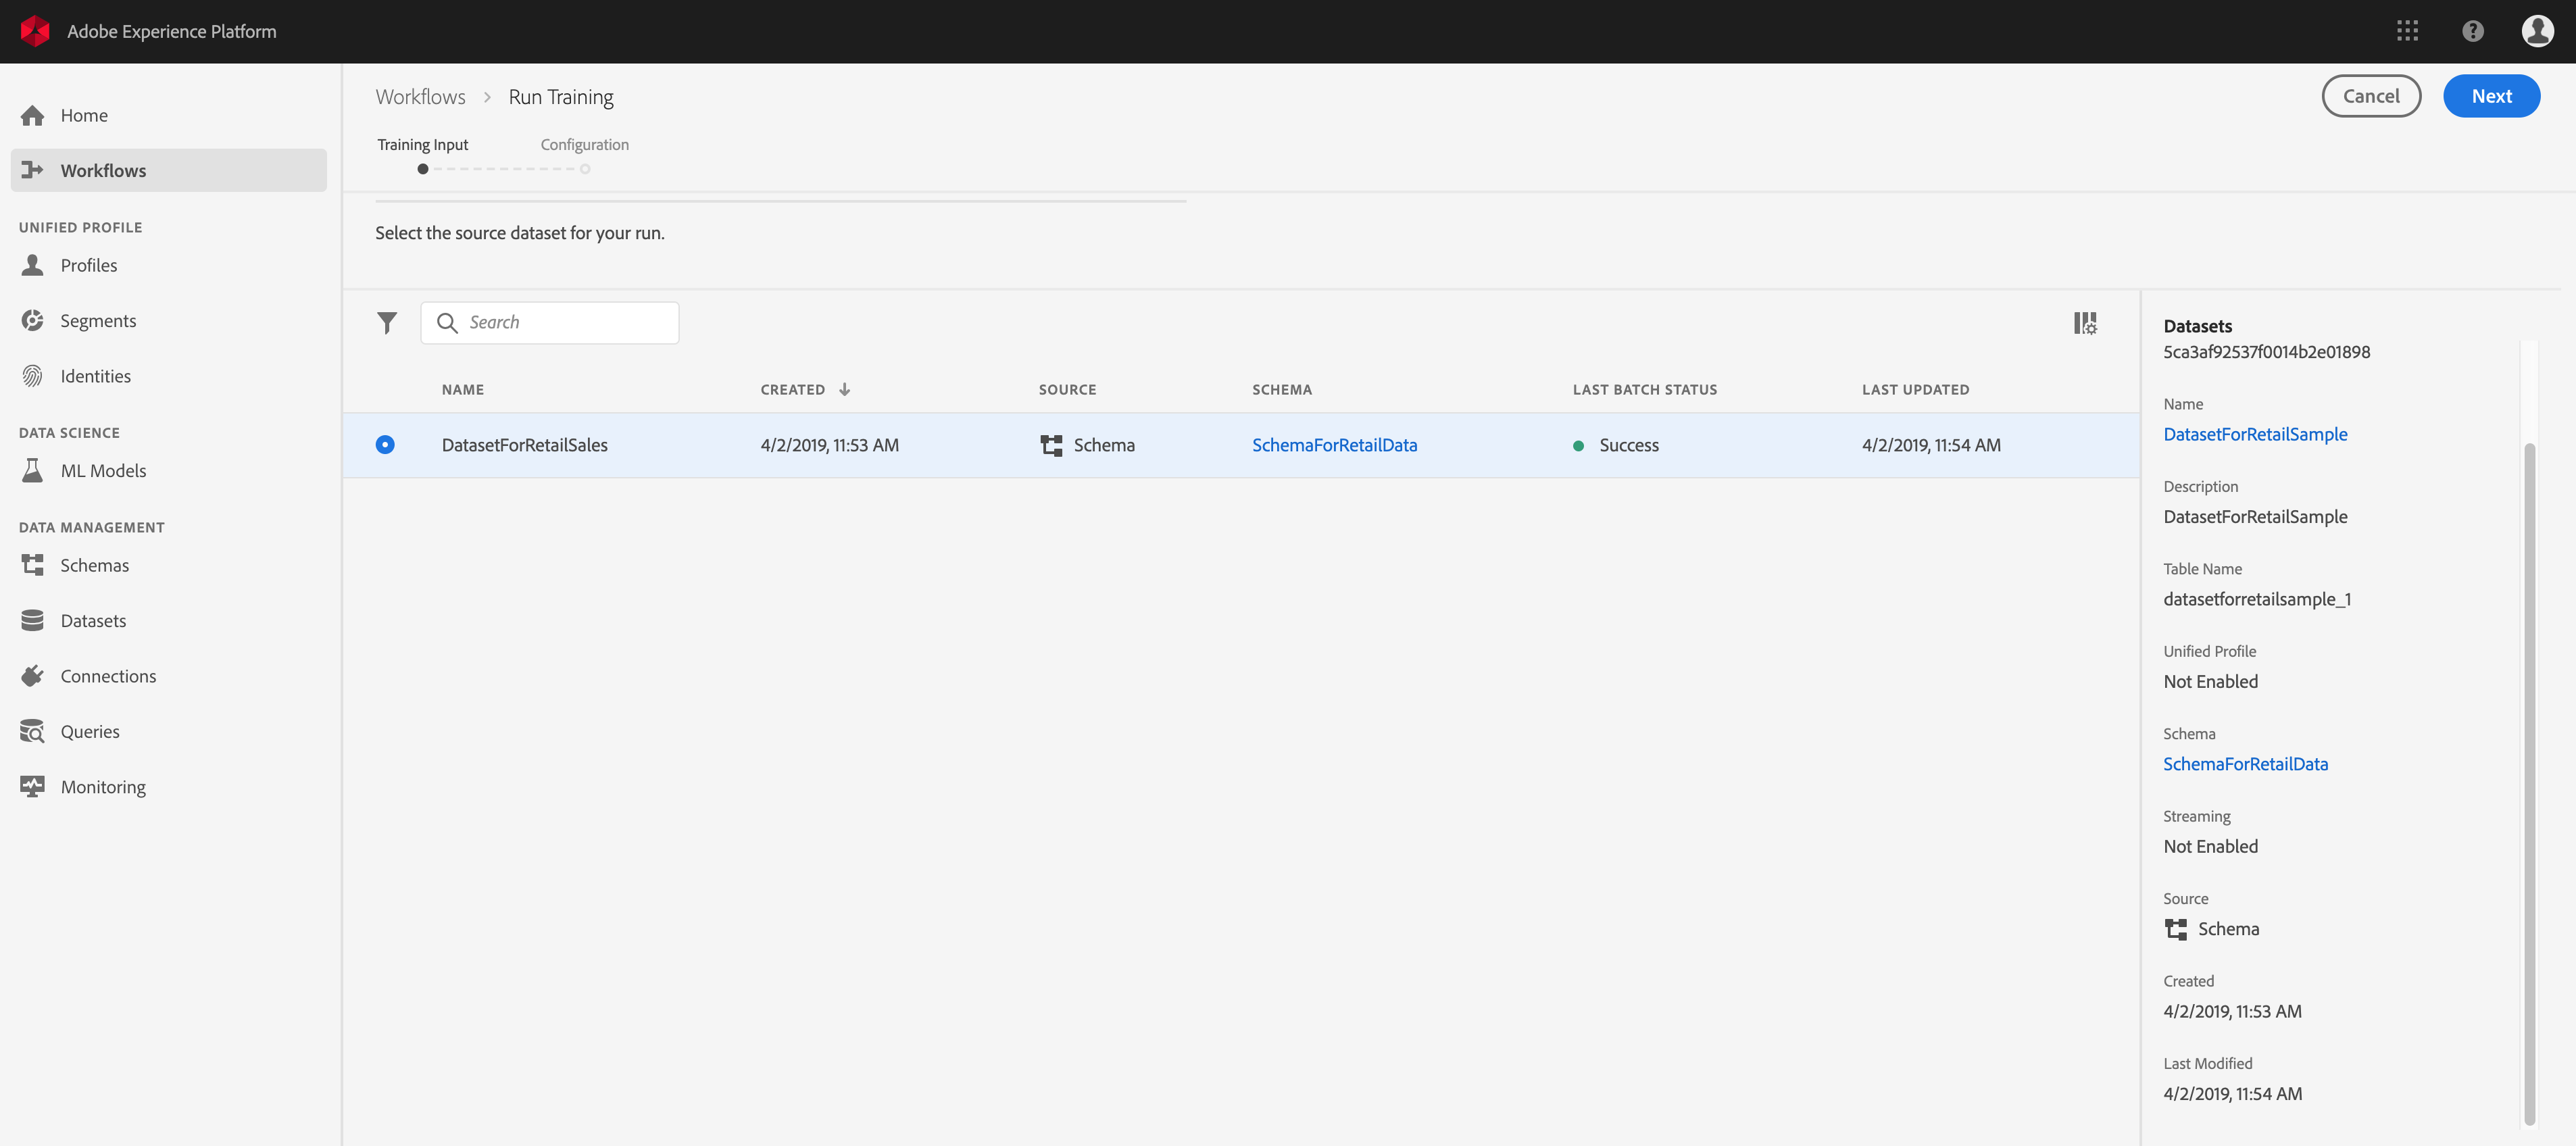 Adobe Experience Platform
Home
Workflows
UNIFIED PROFILE
Profiles
Segments
Identities
DATA SCIENCE
ML Models
DATA MANAGEMENT
Schemas
Datasets
Connections
Queries
Monitoring
Workflows > Run Training
Cancel
Next
Training Input
Configuration
Select the source dataset for your run.
Search
NAME CREATED SOURCE SCHEMA LAST BATCH STATUS LAST UPDATED
DatasetForRetailSales 4/2/2019, 11:53 AM Schema SchemaForRetailData Success 4/2/2019, 11:54 AM
Datasets
5ca3af92537f0014b2e01898
Name
DatasetForRetailSample
Description
DatasetForRetailSample
Table Name
datasetforretailsample_1
Unified Profile
Not Enabled
Schema
SchemaForRetailData
Streaming
Not Enabled
Source
Schema
Created
4/2/2019, 11:53 AM
Last Modified
4/2/2019, 11:54 AM